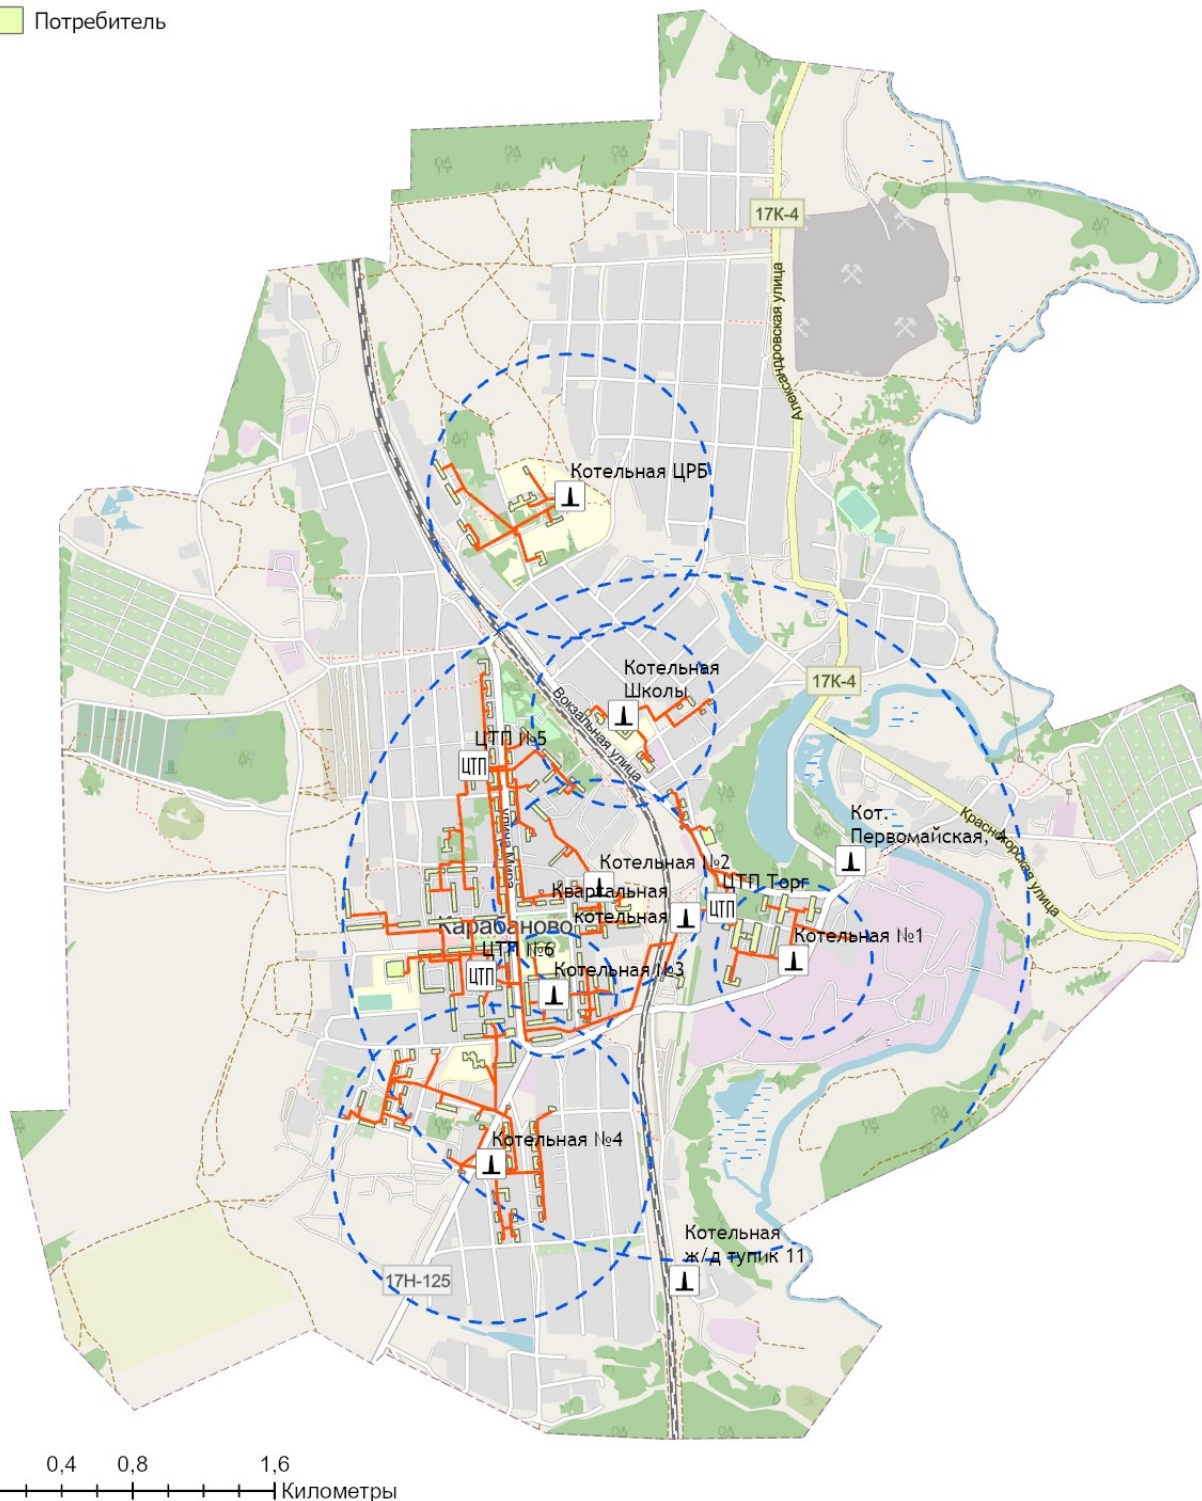 Потребитель
17К-4
Александровская улица
Котельная ЦРБ
Котельная
Школы
17К-4
Вокзальная улица
ЦТП №5
ЦТП
улица Мира
Кот.
Первомайская, 4
Красноярская улица
Котельная №2
ЦТП Торг
Квартальная
котельная
ЦТП
Карабаново
Котельная №1
ЦТП №6
ЦТП
Котельная №3
Котельная №4
Котельная
ж/д тупик 11
17Н-125
0,4 0,8 1,6
Километры